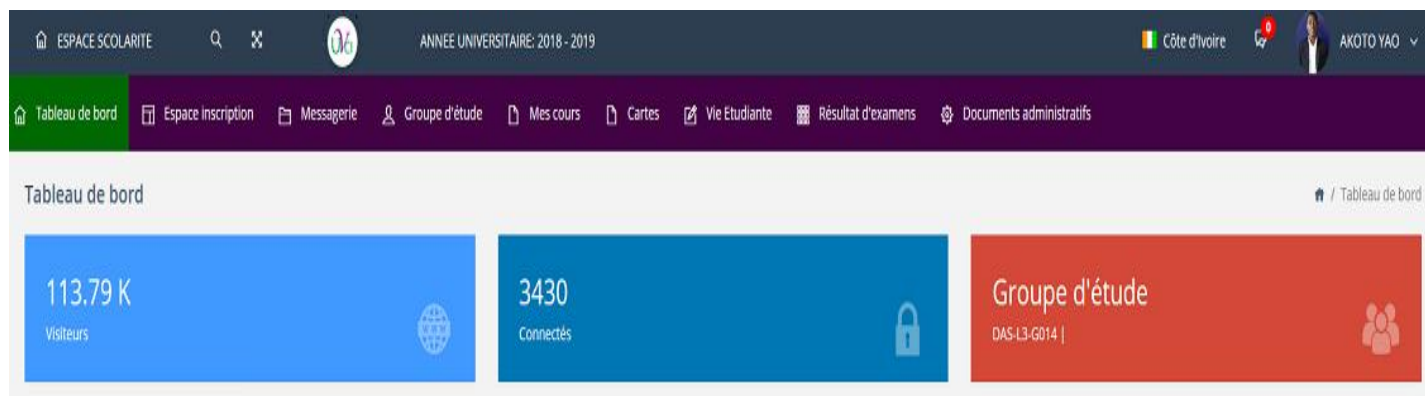 ESPACE SCOLARITE
ANNEE UNIVERSITAIRE: 2018 - 2019
Côte d'Ivoire
0
AKOTO YAO
Tableau de bord
Espace inscription
Messagerie
Groupe d'étude
Mes cours
Cartes
Vie Etudiante
Résultat d'examens
Documents administratifs
Tableau de bord
/ Tableau de bord
113.79 K
Visiteurs
3430
Connectés
Groupe d'étude
DAS-L3-G014 |